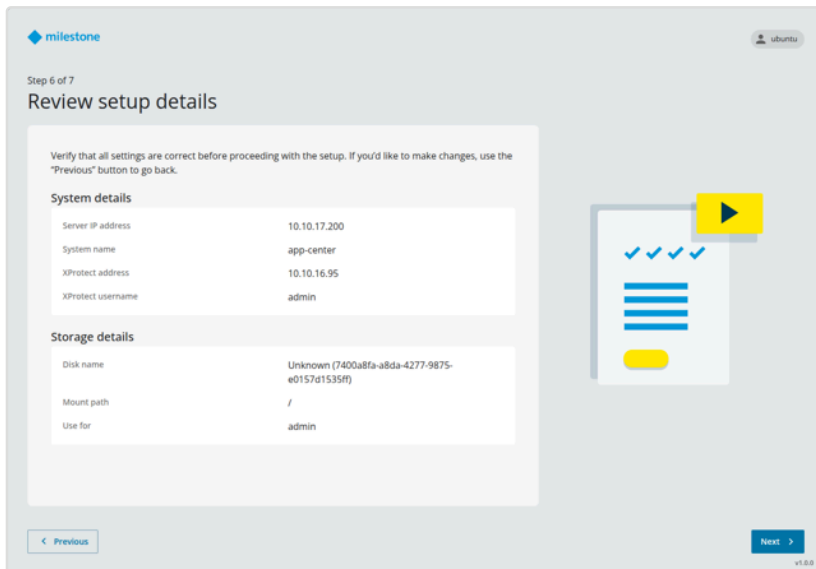 milestone
ubuntu
Step 6 of 7
Review setup details
Verify that all settings are correct before proceeding with the setup. If you'd like to make changes, use the
"Previous" button to go back.
System details
Server IP address 10.10.17.200
System name app-center
XProtect address 10.10.16.95
XProtect username admin
Storage details
Disk name Unknown (7400a8fa-a8da-4277-9875-
e0157d1535ff)
Mount path /
Use for admin
Previous
Next
v1.0.0